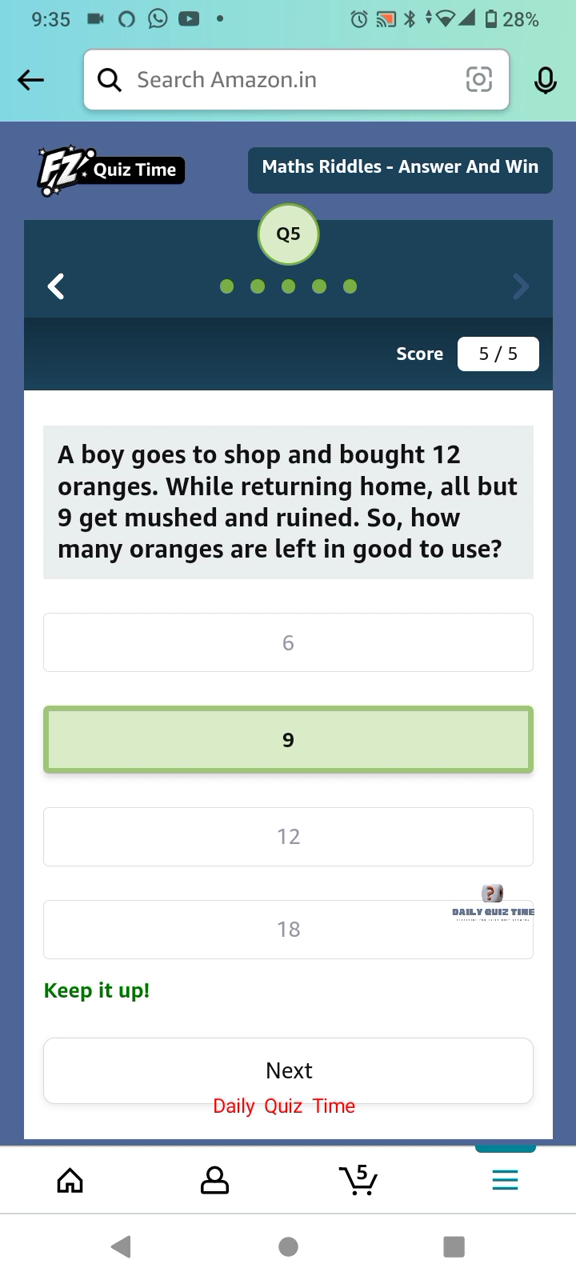 9:35
28%
Search Amazon.in
FZ Quiz Time
Maths Riddles - Answer And Win
Q5
Score
5 / 5
A boy goes to shop and bought 12
oranges. While returning home, all but
9 get mushed and ruined. So, how
many oranges are left in good to use?
6
9
12
?
DAILY QUIZ TIME
18
Keep it up!
Next
Daily Quiz Time
5